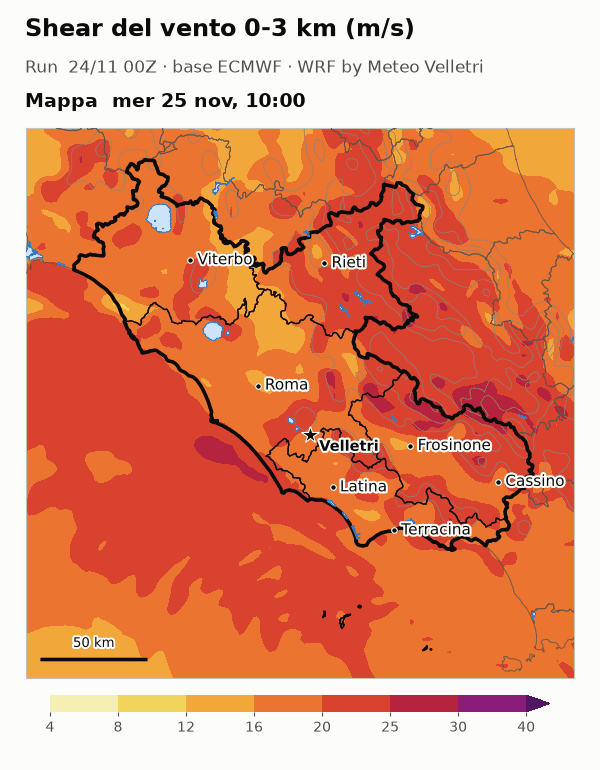 Shear del vento 0-3 km (m/s)
Run  24/11 00Z · base ECMWF · WRF by Meteo Velletri
Mappa  mer 25 nov, 10:00
Viterbo
Rieti
Roma
Velletri
Frosinone
Cassino
Latina
Terracina
50 km
4 8 12 16 20 25 30 40